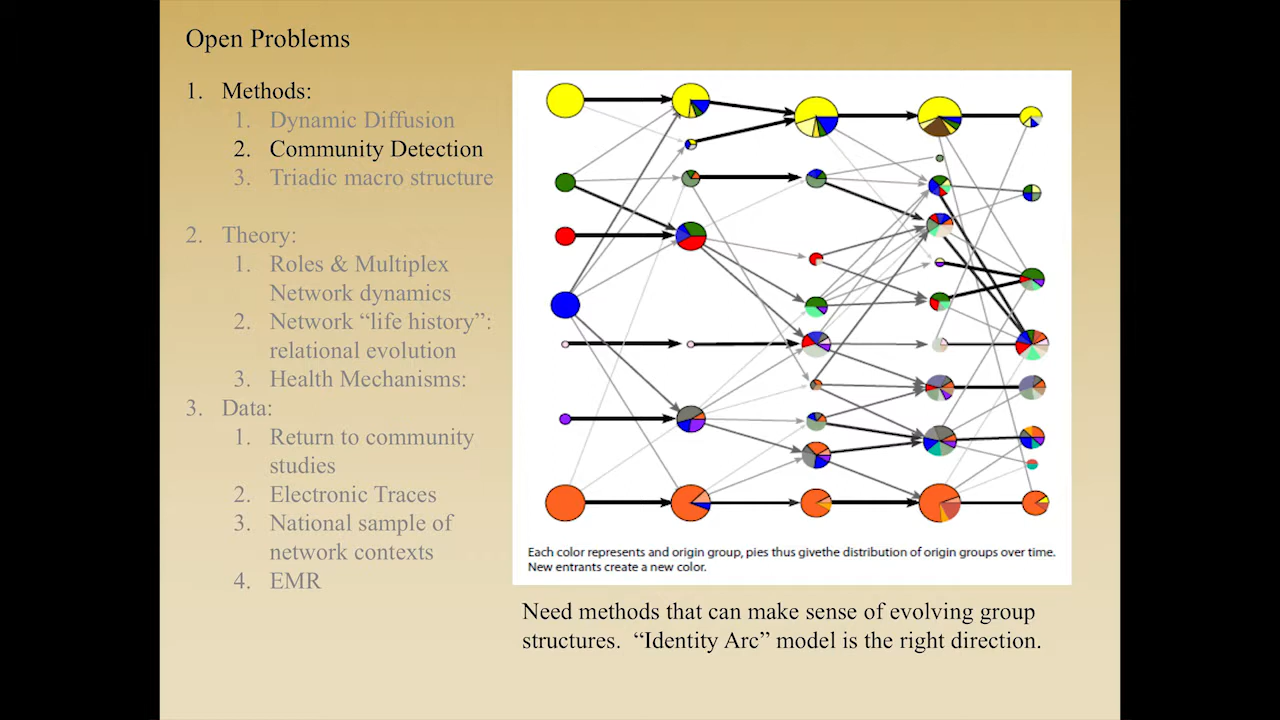 Open Problems
1. Methods:
1. Dynamic Diffusion
2. Community Detection
3. Triadic macro structure
2. Theory:
1. Roles & Multiplex
Network dynamics
2. Network “life history”:
relational evolution
3. Health Mechanisms:
3. Data:
1. Return to community
studies
2. Electronic Traces
3. National sample of
network contexts
4. EMR
Each color represents and origin group, pies thus givethe distribution of origin groups over time.
New entrants create a new color.
Need methods that can make sense of evolving group
structures. “Identity Arc” model is the right direction.